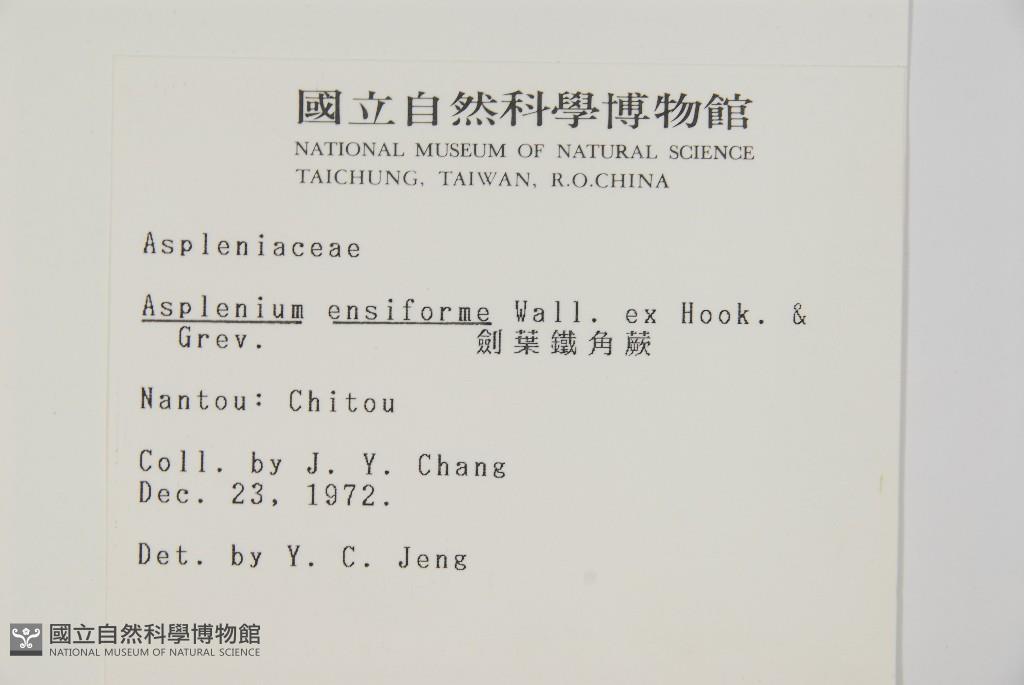 國立自然科學博物館
NATIONAL MUSEUM OF NATURAL SCIENCE
TAICHUNG, TAIWAN, R.O.CHINA
Aspleniaceae
Asplenium ensiforme Wall. ex Hook. &
Grev. 劍葉鐵角蕨
Nantou: Chitou
Coll. by J. Y. Chang
Dec. 23, 1972.
Det. by Y. C. Jeng
國立自然科學博物館
NATIONAL MUSEUM OF NATURAL SCIENCE